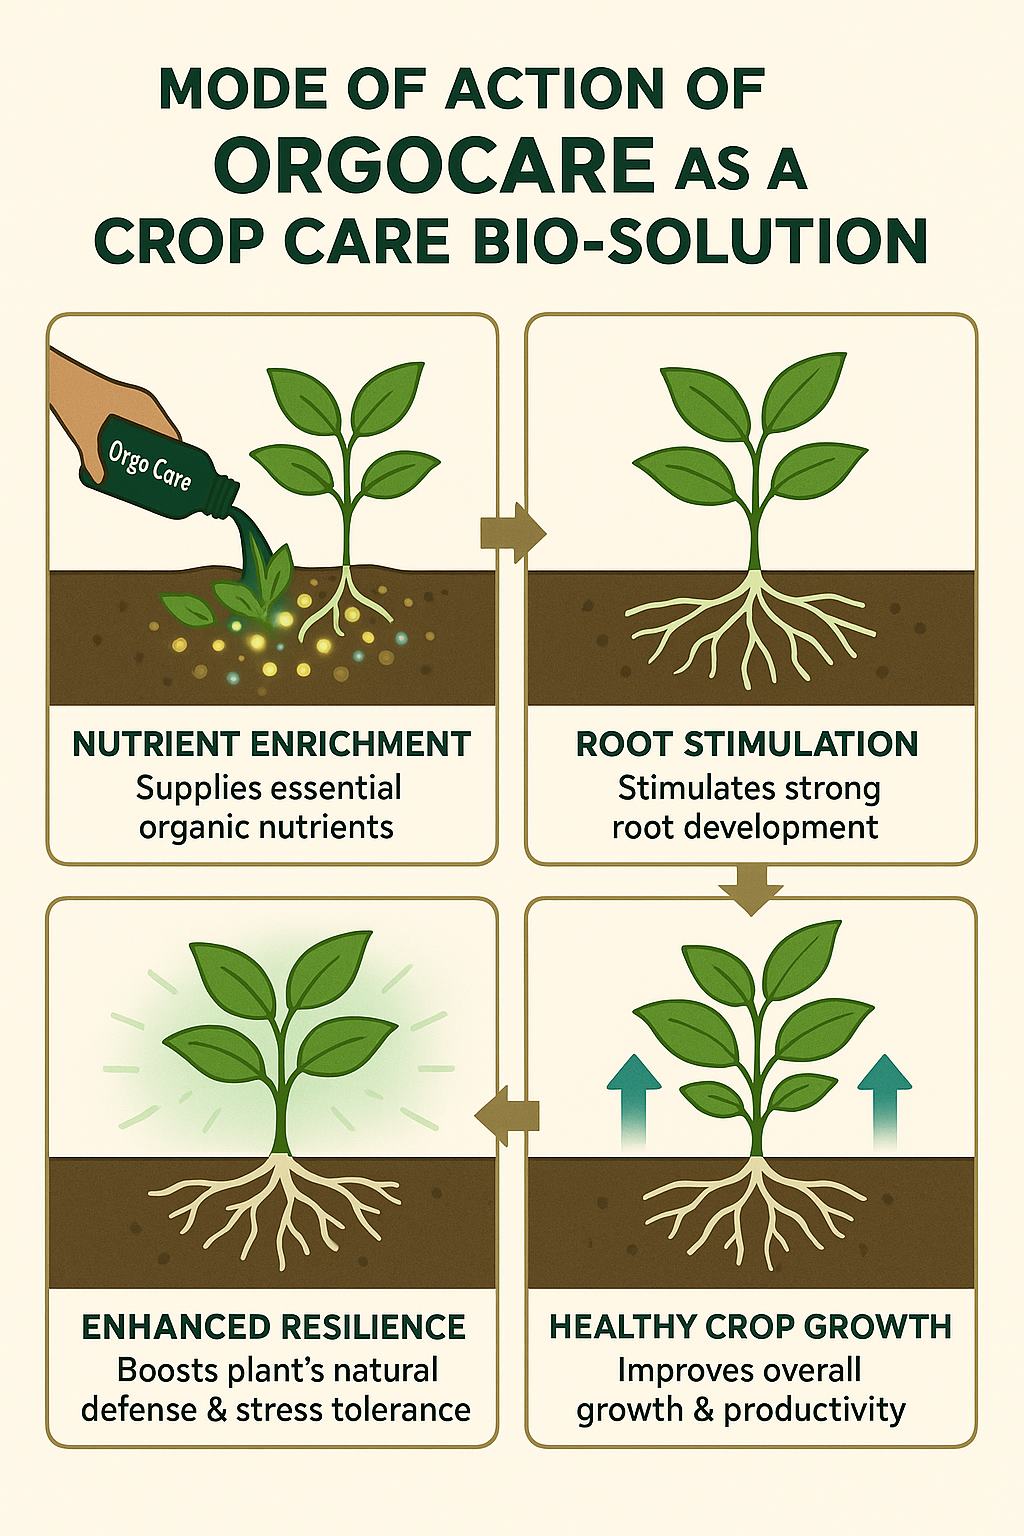 MODE OF ACTION OF
ORGOCARE AS A
CROP CARE BIO-SOLUTION
Orgo Care
NUTRIENT ENRICHMENT
Supplies essential
organic nutrients
ROOT STIMULATION
Stimulates strong
root development
ENHANCED RESILIENCE
Boosts plant's natural
defense & stress tolerance
HEALTHY CROP GROWTH
Improves overall
growth & productivity